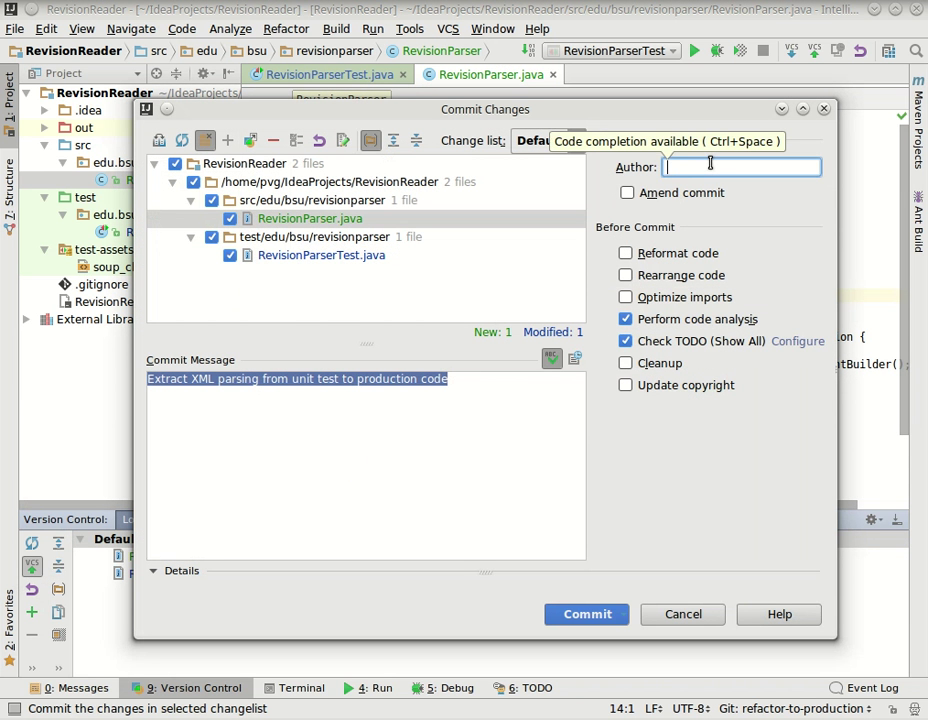 RevisionReader - [~/IdeaProjects/RevisionReader] - [RevisionReader] - ~/IdeaProjects/RevisionReader/src/edu/bsu/revisionparser/RevisionParser.java - Intelli...
File Edit View Navigate Code Analyze Refactor Build Run Tools VCS Window Help
RevisionReader src edu bsu revisionparser RevisionParser RevisionParserTest
Project RevisionParserTest.java RevisionParser.java
RevisionReader ~/IdeaProjects/
.idea
out
src
edu.bs
test
edu.bs
test-assets
soup_cl
.gitignore
RevisionRe
External Libra
1: Project
7: Structure
2: Favorites
Maven Projects
Ant Build
Commit Changes
Change list: Defau
Code completion available ( Ctrl+Space )
RevisionReader 2 files
/home/pvg/IdeaProjects/RevisionReader 2 files
src/edu/bsu/revisionparser 1 file
RevisionParser.java
test/edu/bsu/revisionparser 1 file
RevisionParserTest.java
New: 1 Modified: 1
Commit Message
Extract XML parsing from unit test to production code
Author:
Amend commit
Before Commit
Reformat code
Rearrange code
Optimize imports
Perform code analysis
Check TODO (Show All) Configure
Cleanup
Update copyright
Details
Commit Cancel Help
ion {
ntBuilder();
Version Control: Lo
Defaul
0: Messages 9: Version Control Terminal 4: Run 5: Debug 6: TODO Event Log
Commit the changes in selected changelist 14:1 LF UTF-8 Git: refactor-to-production